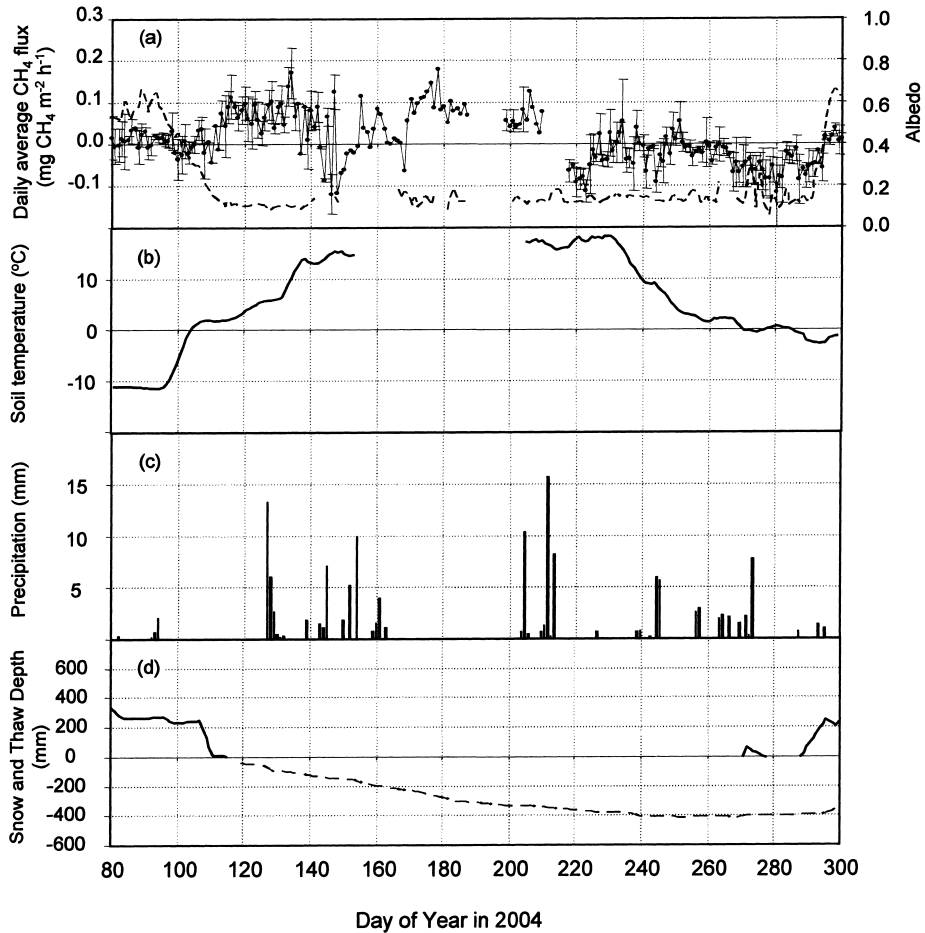 (a)
Daily average CH4 flux
(mg CH4 m-2 h-1)
0.3
0.2
0.1
0.0
-0.1
1.0
0.8
0.6
0.4
0.2
0.0
Albedo
(b)
Soil temperature (ºC)
10
0
-10
(c)
Precipitation (mm)
15
10
5
(d)
Snow and Thaw Depth
(mm)
600
400
200
0
-200
-400
-600
80 100 120 140 160 180 200 220 240 260 280 300
Day of Year in 2004